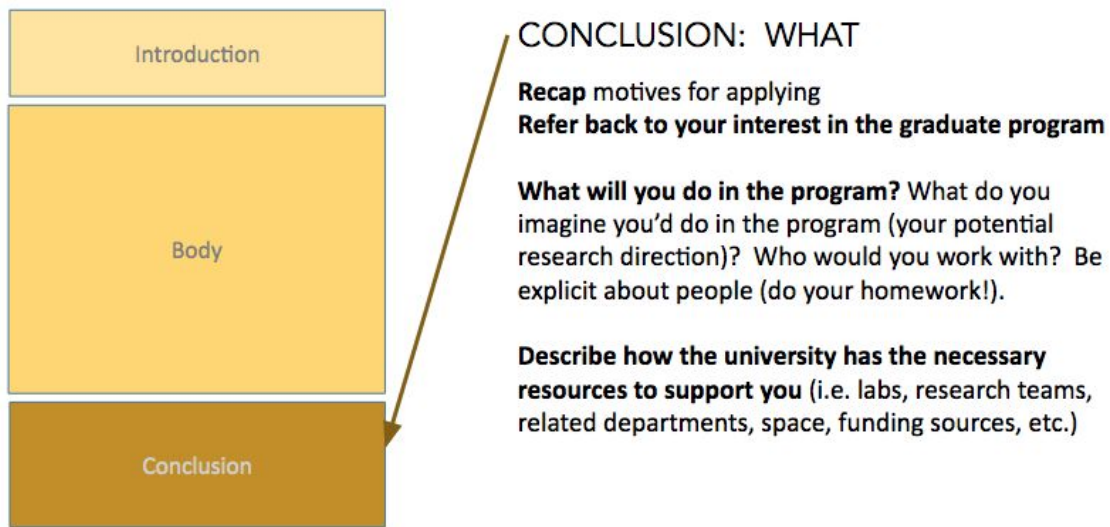 Introduction
Body
Conclusion
CONCLUSION: WHAT
Recap motives for applying
Refer back to your interest in the graduate program
What will you do in the program? What do you
imagine you’d do in the program (your potential
research direction)? Who would you work with? Be
explicit about people (do your homework!).
Describe how the university has the necessary
resources to support you (i.e. labs, research teams,
related departments, space, funding sources, etc.)